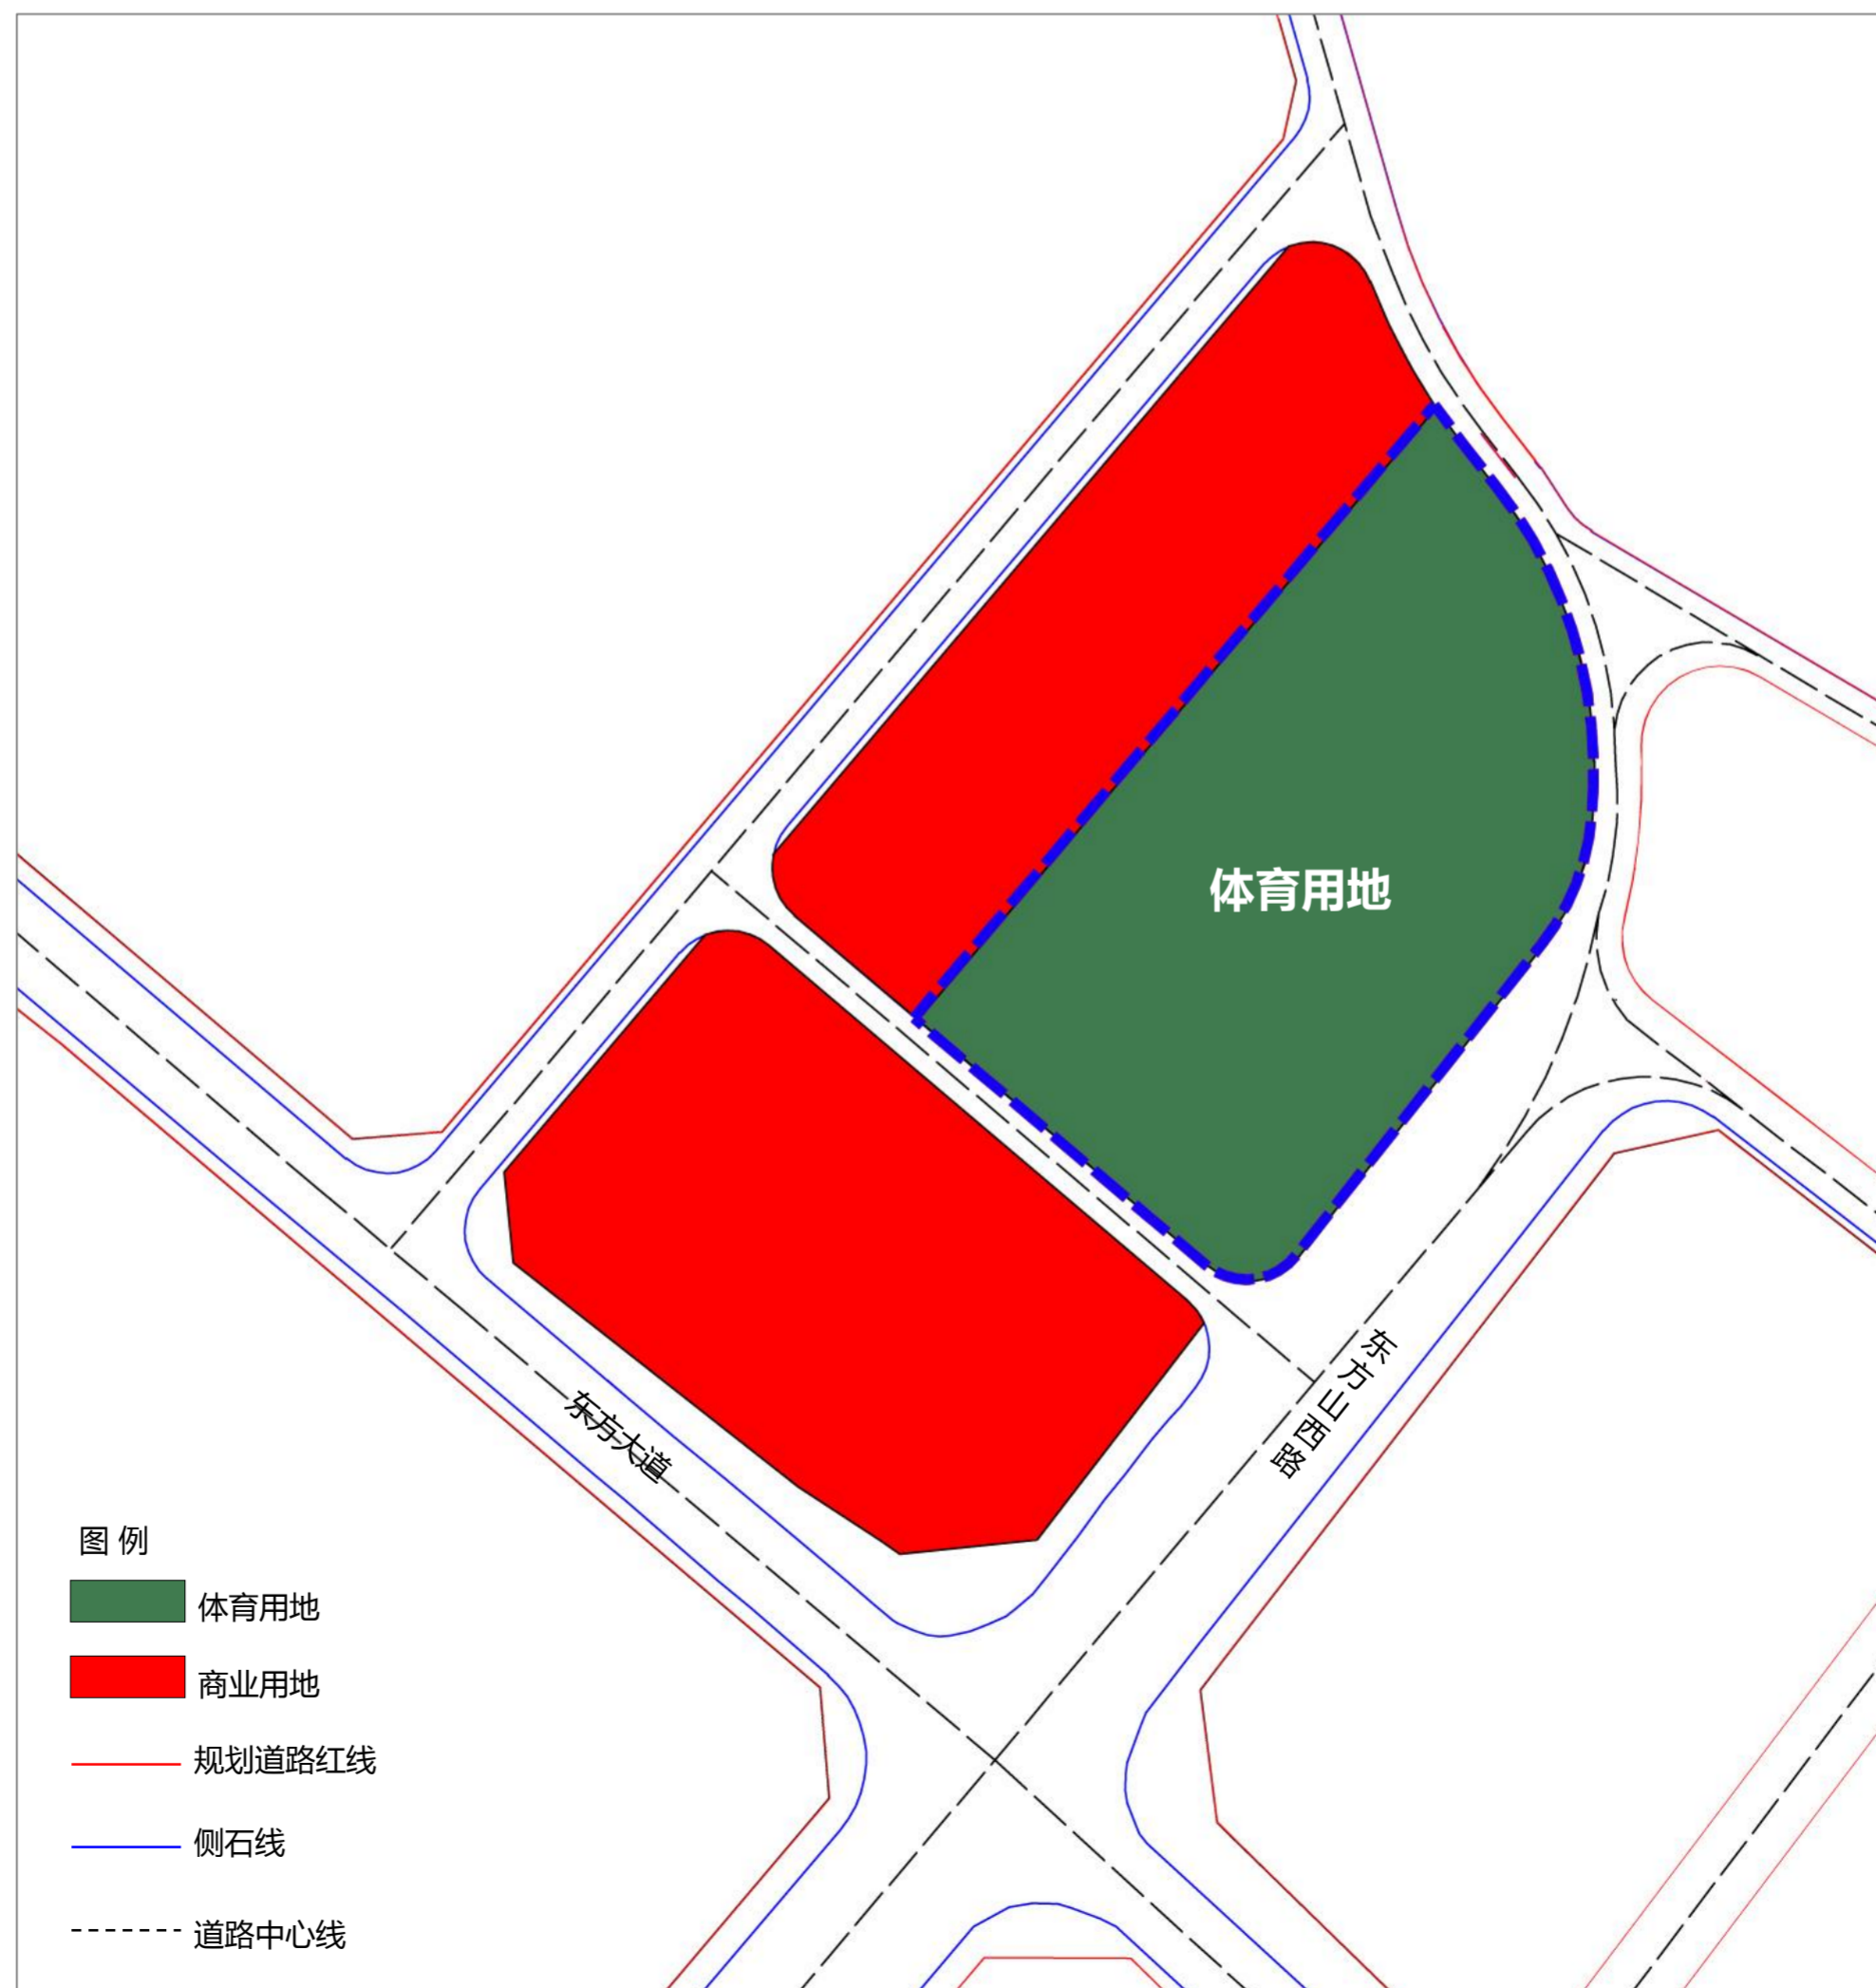 体育用地
东方山西路
东方大道
图 例
体育用地
商业用地
规划道路红线
侧石线
道路中心线